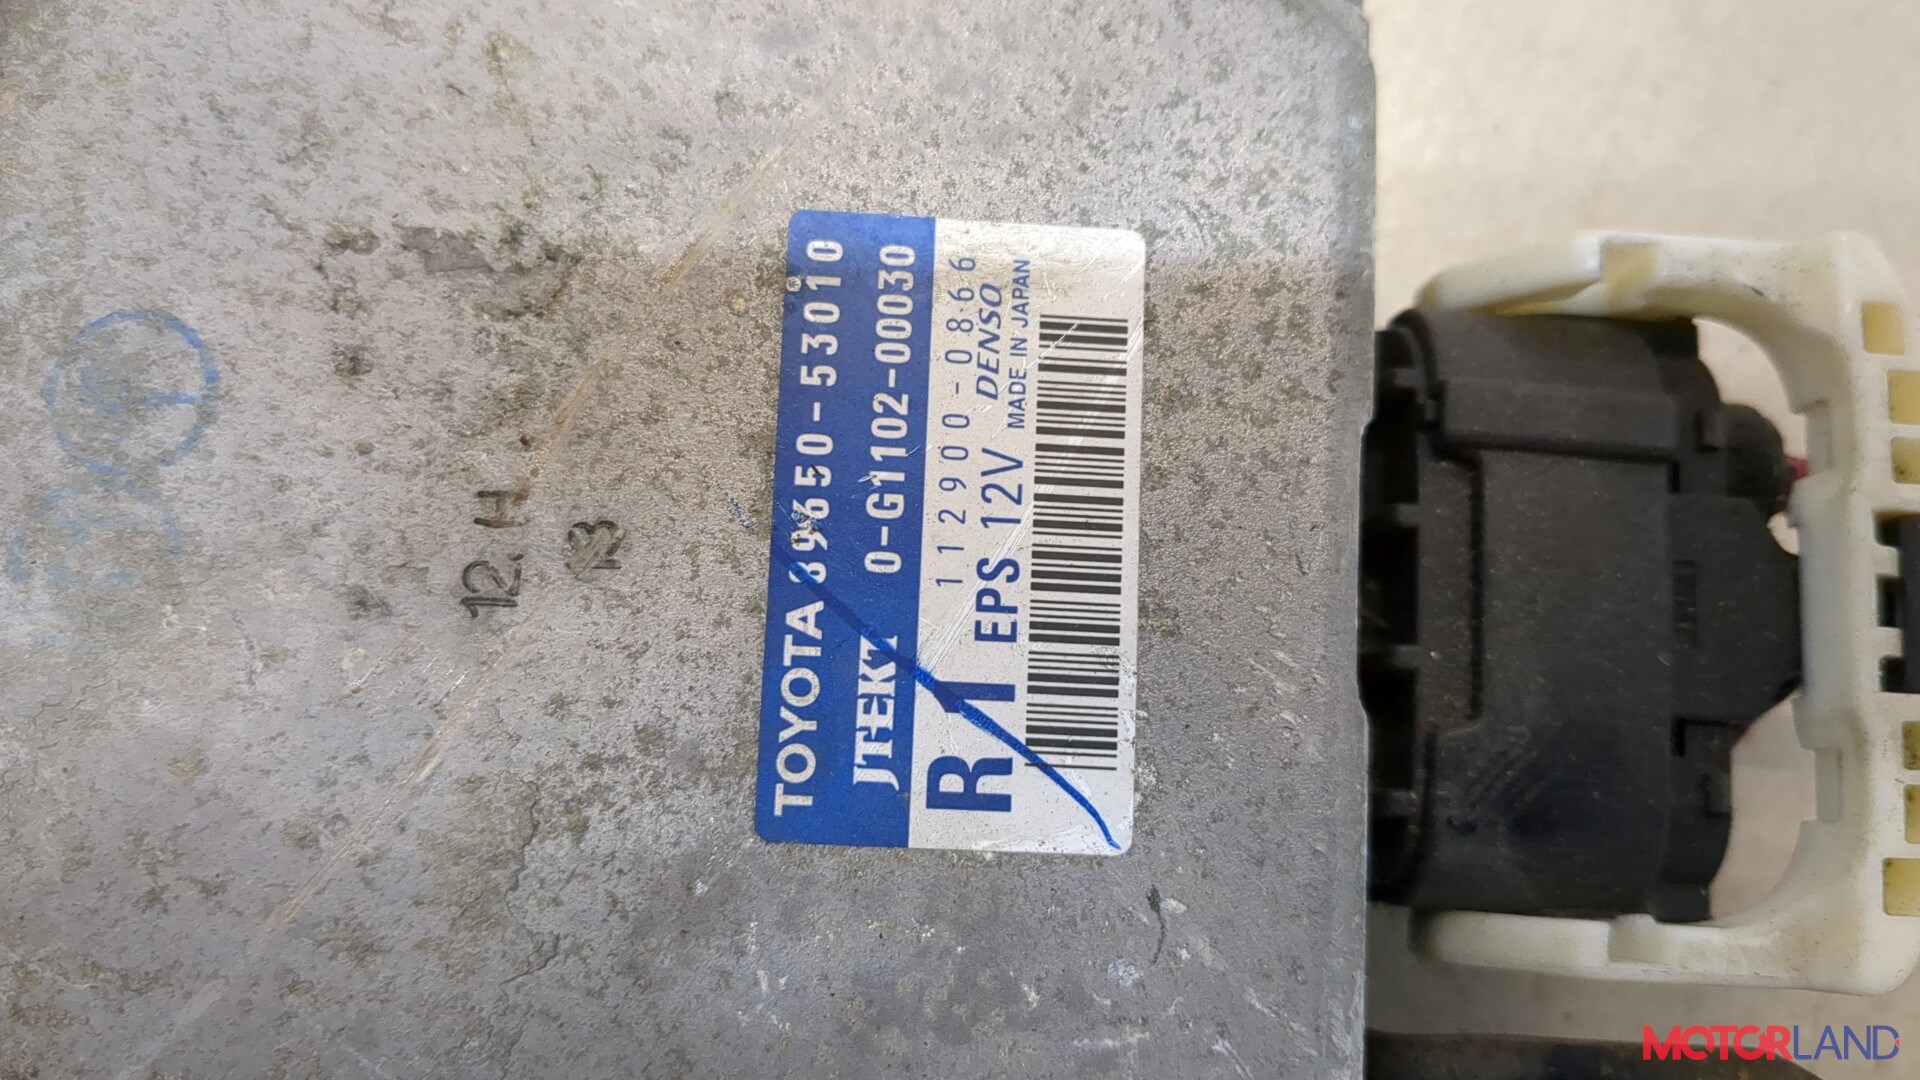 TOYOTA 89650-53010
JTEKT 0-G1102-00030
112900-0866
R1 EPS 12V DENSO
MADE IN JAPAN
12. H
13
MOTORLAND